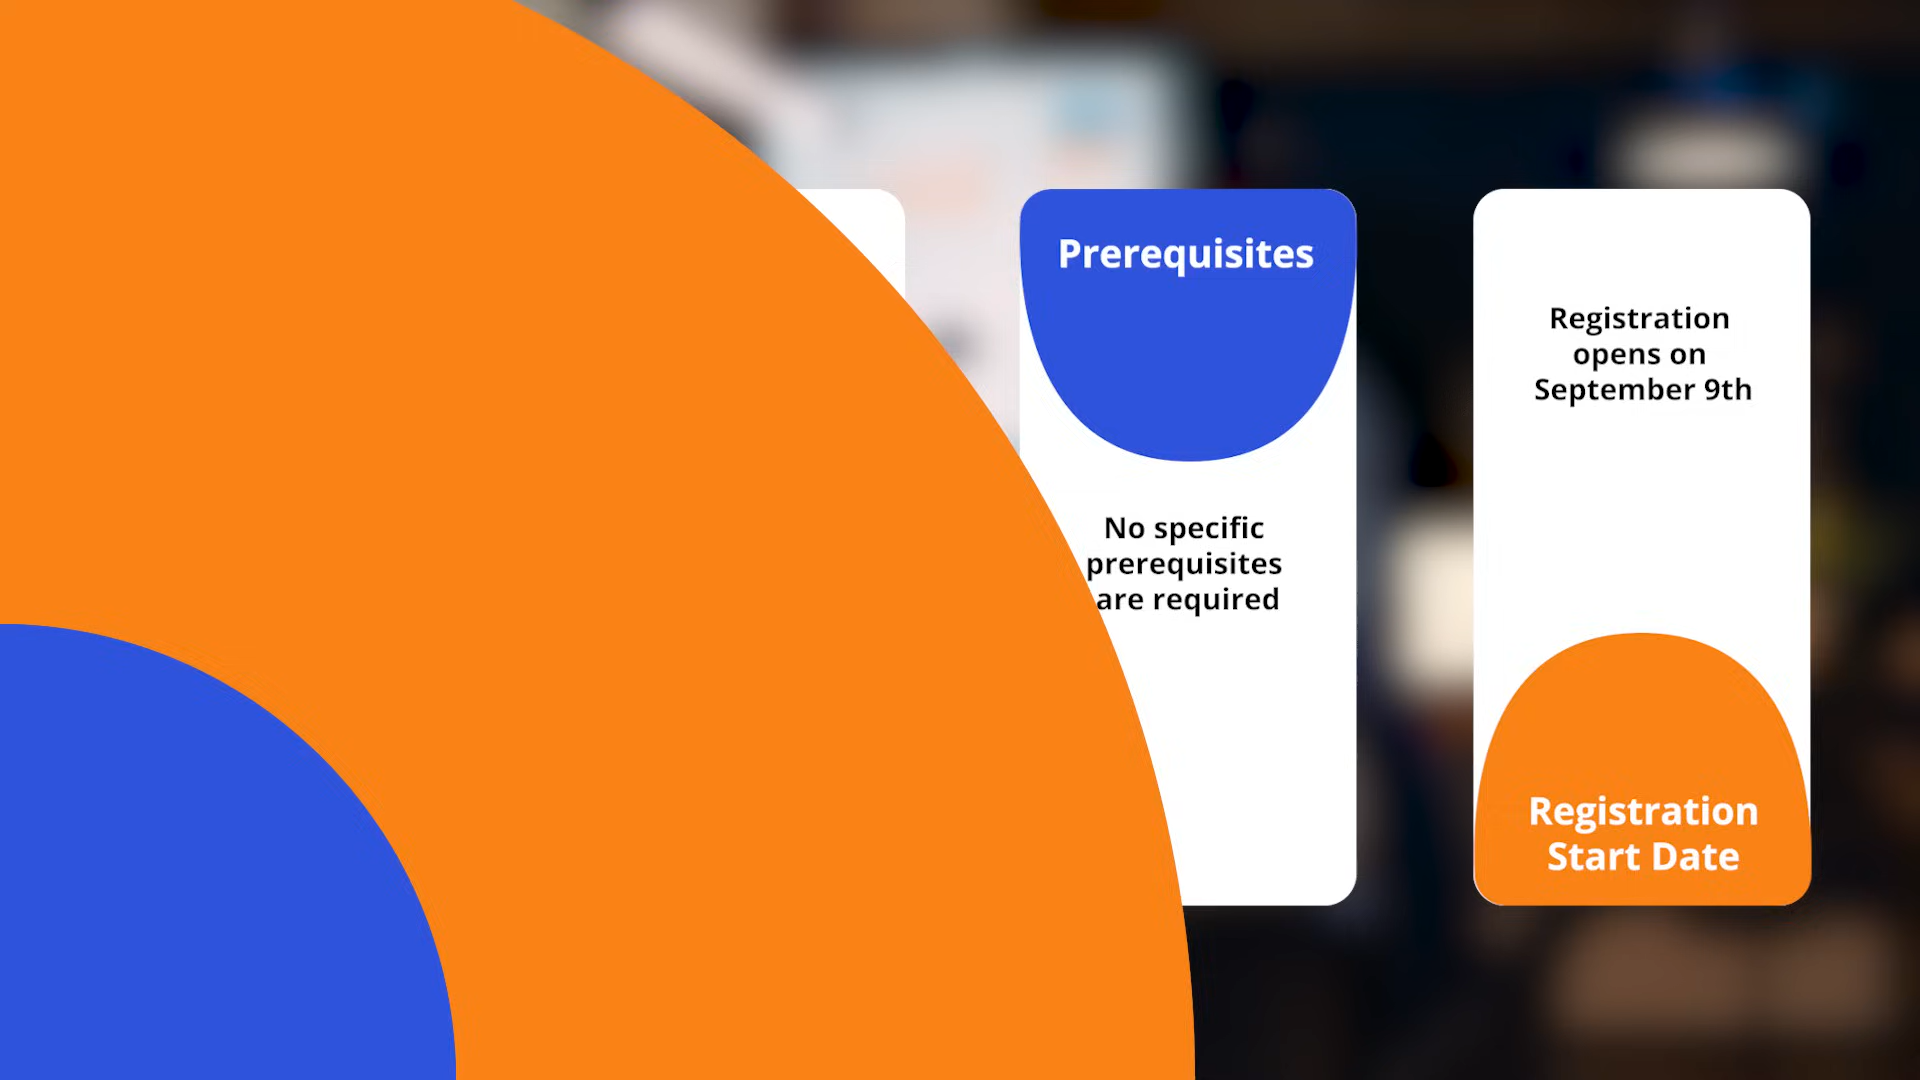 Prerequisites
No specific
prerequisites
are required
Registration
opens on
September 9th
Registration
Start Date